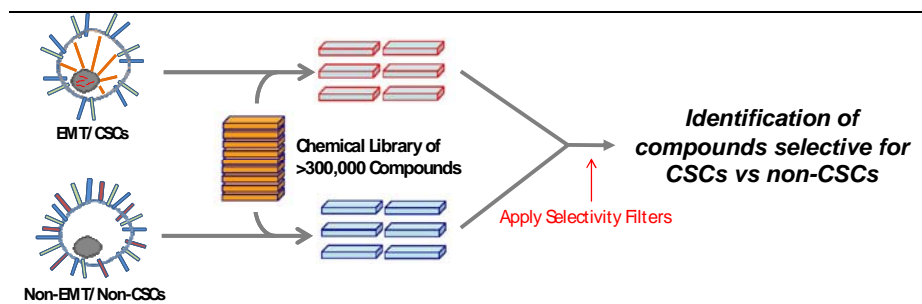 EMT/ CSCs
Chemical Library of
>300,000 Compounds
Identification of
compounds selective for
CSCs vs non-CSCs
Apply Selectivity Filters
Non-EMT/ Non-CSCs